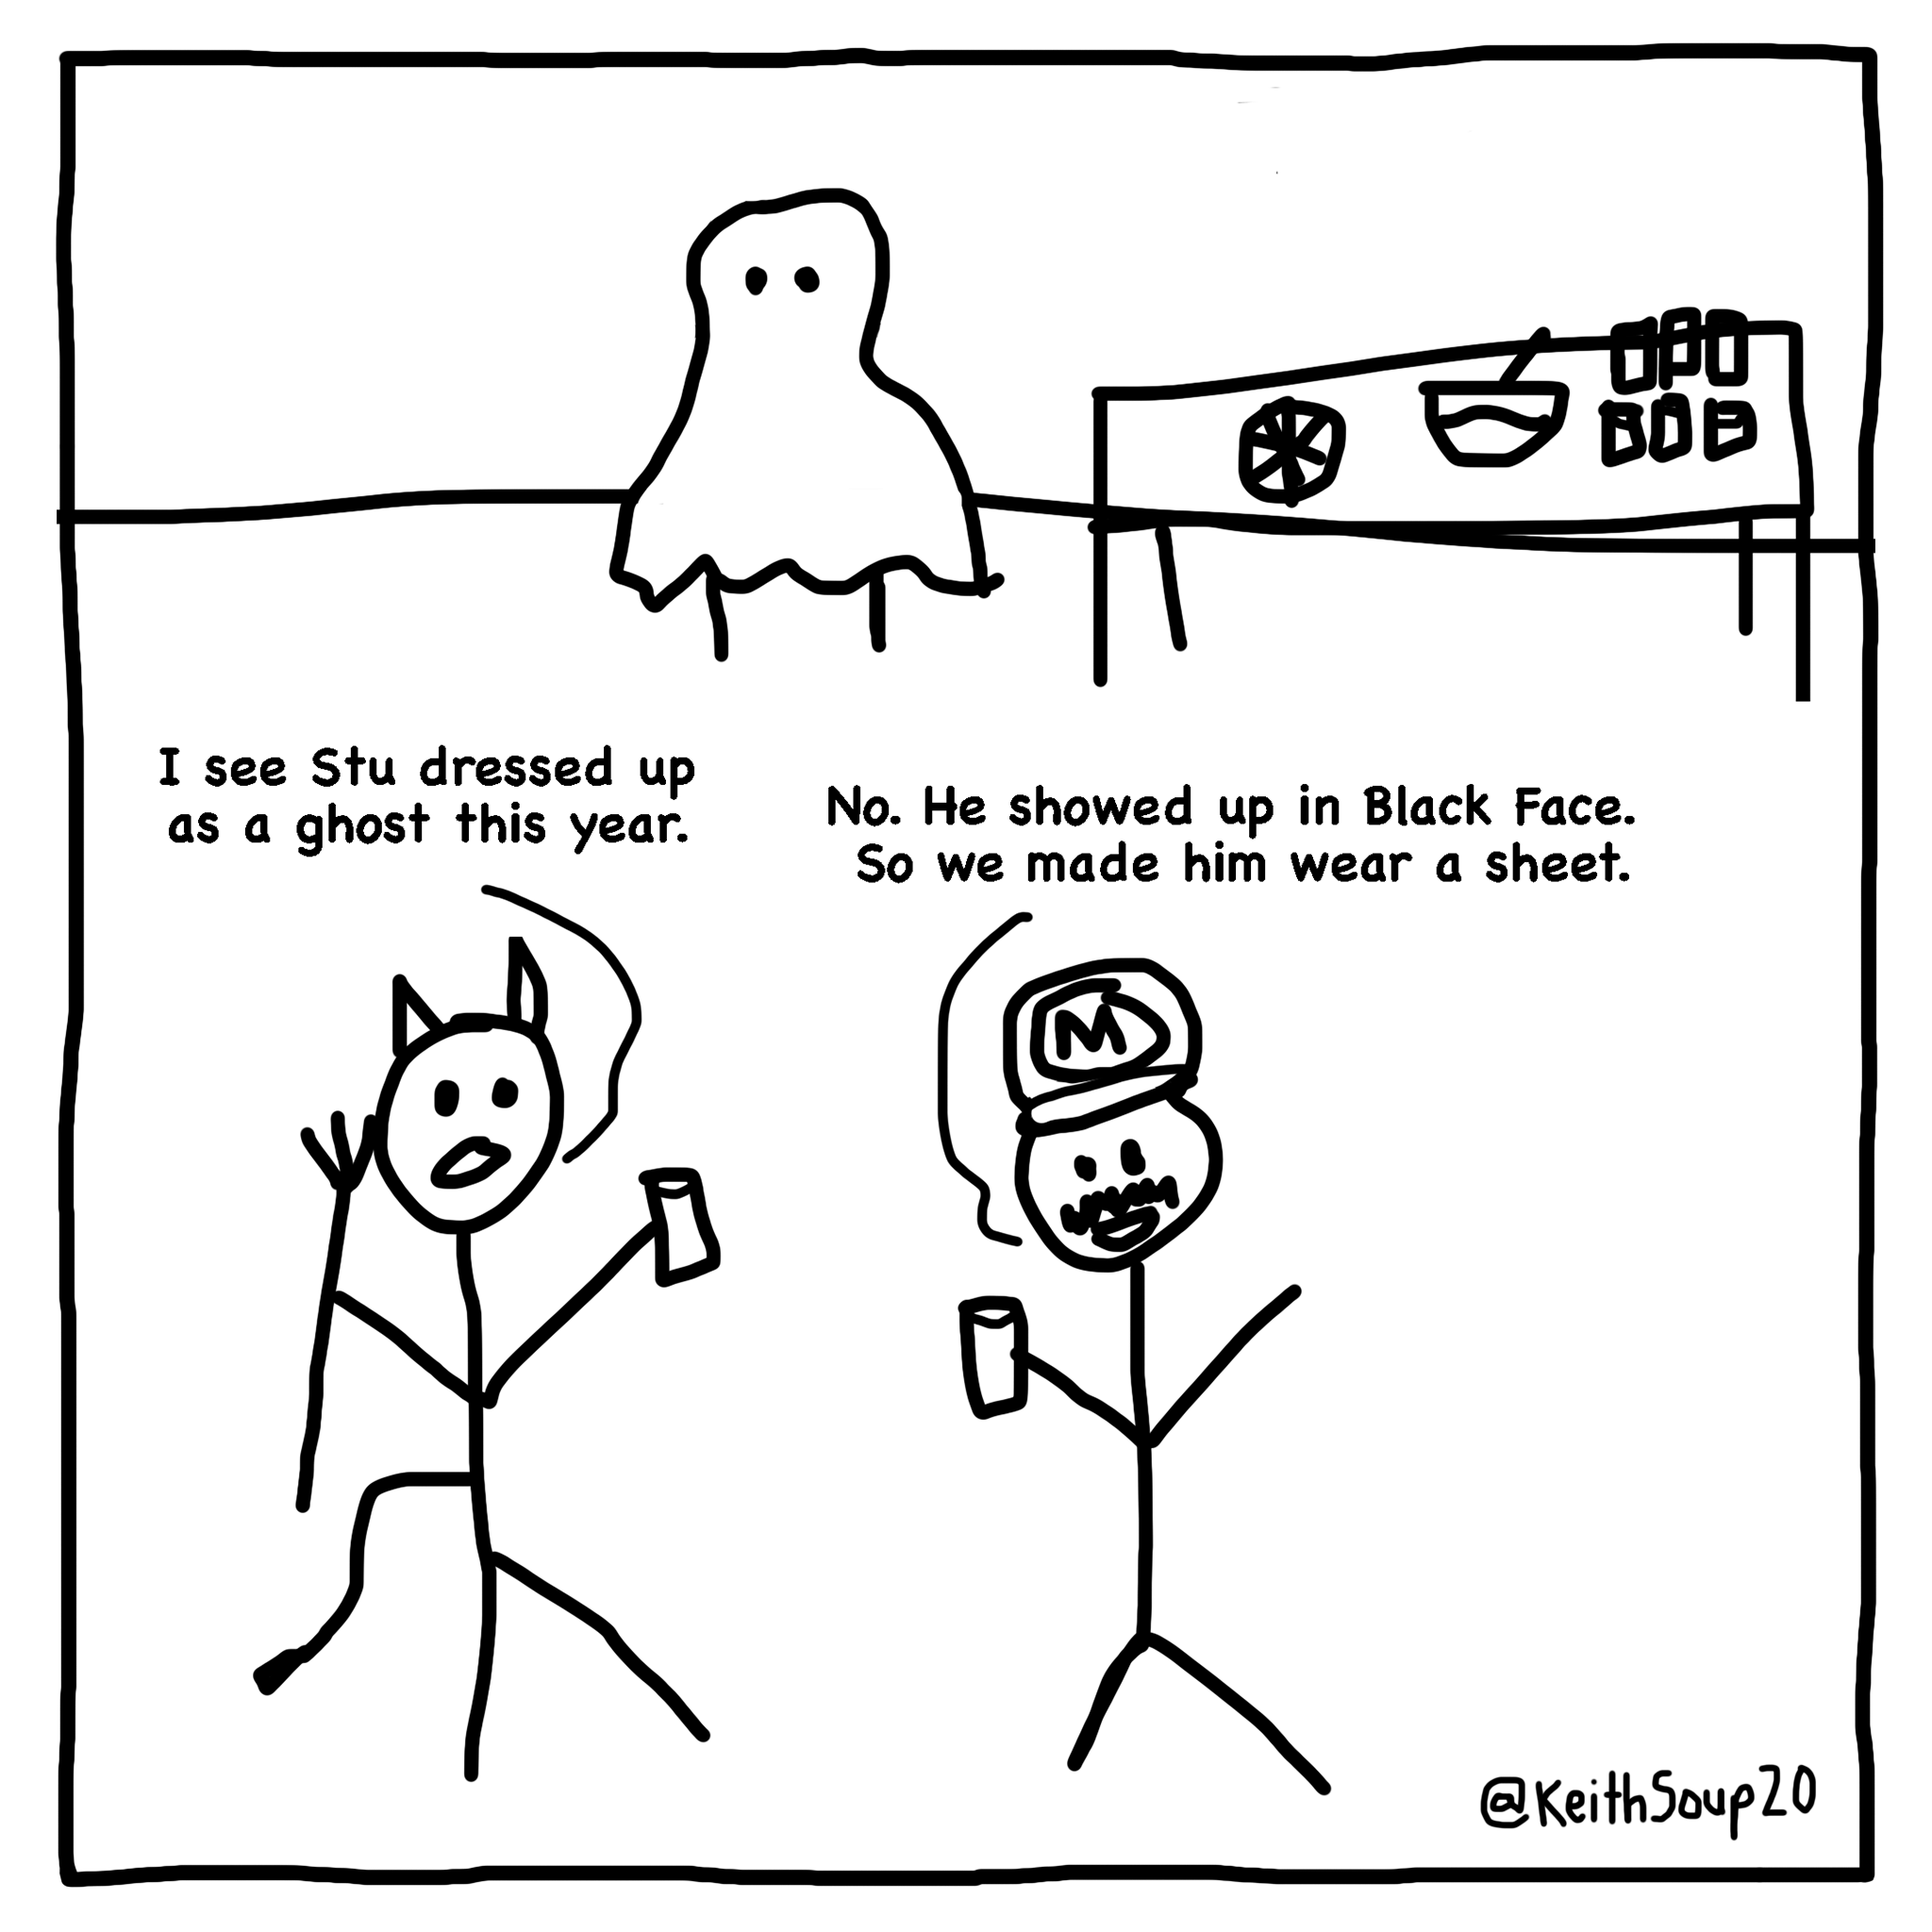 I see Stu dressed up
as a ghost this year.
No. He showed up in Black Face.
So we made him wear a sheet.
M
@KeithSoup20